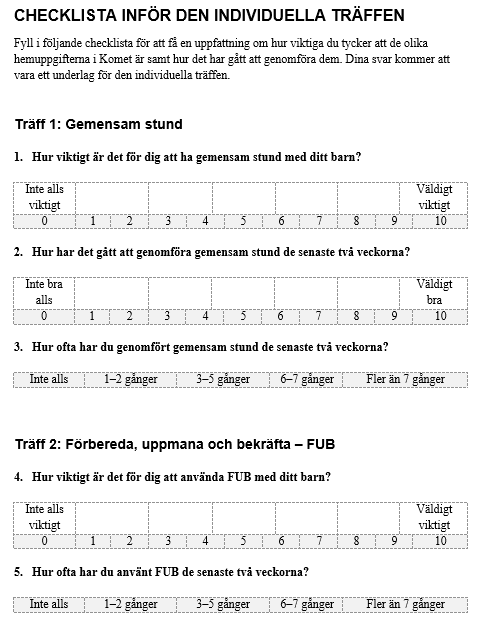 CHECKLISTA INFÖR DEN INDIVIDUELLA TRÄFFEN
Fyll i följande checklista för att få en uppfattning om hur viktiga du tycker att de olika
hemuppgifterna i Komet är samt hur det har gått att genomföra dem. Dina svar kommer att
vara ett underlag för den individuella träffen.
Träff 1: Gemensam stund
1. Hur viktigt är det för dig att ha gemensam stund med ditt barn?
Inte alls Väldigt
viktigt viktigt
0 1 2 3 4 5 6 7 8 9 10
2. Hur har det gått att genomföra gemensam stund de senaste två veckorna?
Inte bra Väldigt
alls bra
0 1 2 3 4 5 6 7 8 9 10
3. Hur ofta har du genomfört gemensam stund de senaste två veckorna?
Inte alls 1–2 gånger 3–5 gånger 6–7 gånger Fler än 7 gånger
Träff 2: Förbereda, uppmana och bekräfta – FUB
4. Hur viktigt är det för dig att använda FUB med ditt barn?
Inte alls Väldigt
viktigt viktigt
0 1 2 3 4 5 6 7 8 9 10
5. Hur ofta har du använt FUB de senaste två veckorna?
Inte alls 1–2 gånger 3–5 gånger 6–7 gånger Fler än 7 gånger